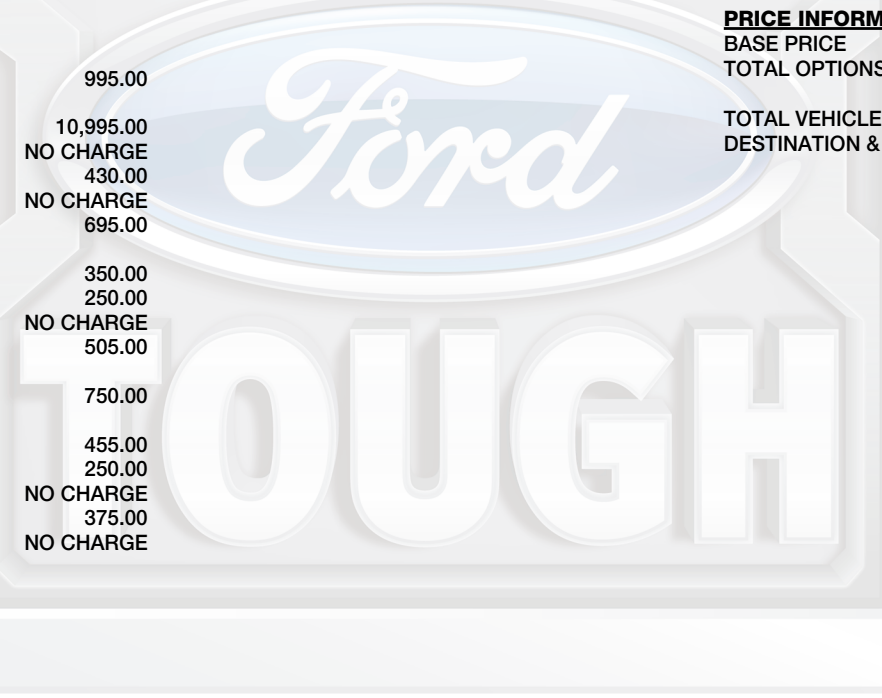 995.00
10,995.00
NO CHARGE
430.00
NO CHARGE
695.00
350.00
250.00
NO CHARGE
505.00
750.00
455.00
250.00
NO CHARGE
375.00
NO CHARGE
PRICE INFORM
BASE PRICE
TOTAL OPTIONS
TOTAL VEHICLE
DESTINATION &
Ford
TOUGH